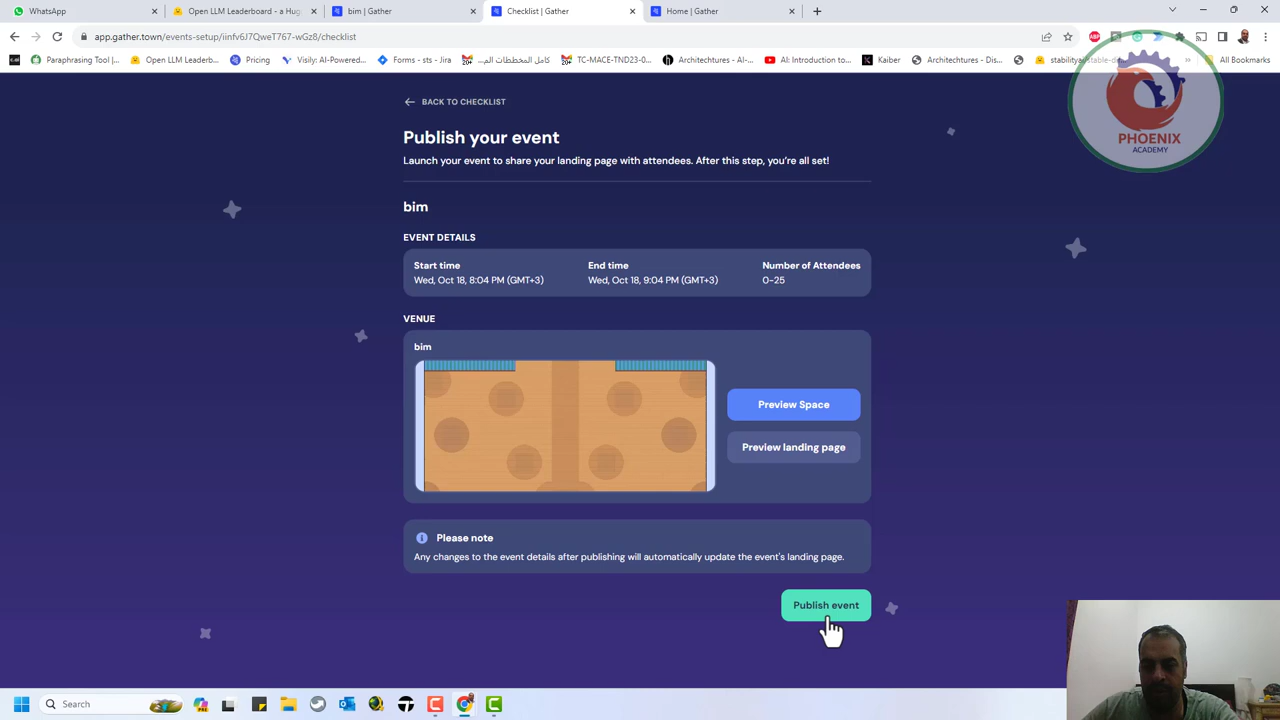 WhatsApp
Open LLM Leaderboard - a Hug
bim | Gather
Checklist | Gather
Home | Gather
app.gather.town/events-setup/iinfv6J7QweT767-wGz8/checklist
Paraphrasing Tool |...
Open LLM Leaderb...
Pricing
Visily: AI-Powered...
Forms - sts - Jira
كامل المخططات الم...
TC-MACE-TND23-0...
Architechtures - AI-...
AI: Introduction to...
Kaiber
Architechtures - Dis...
All Bookmarks
PHOENIX
ACADEMY
BACK TO CHECKLIST
Publish your event
Launch your event to share your landing page with attendees. After this step, you're all set!
bim
EVENT DETAILS
Start time End time Number of Attendees
Wed, Oct 18, 8:04 PM (GMT+3) Wed, Oct 18, 9:04 PM (GMT+3) 0-25
VENUE
bim
Preview Space
Preview landing page
Please note
Any changes to the event details after publishing will automatically update the event's landing page.
Publish event
Search